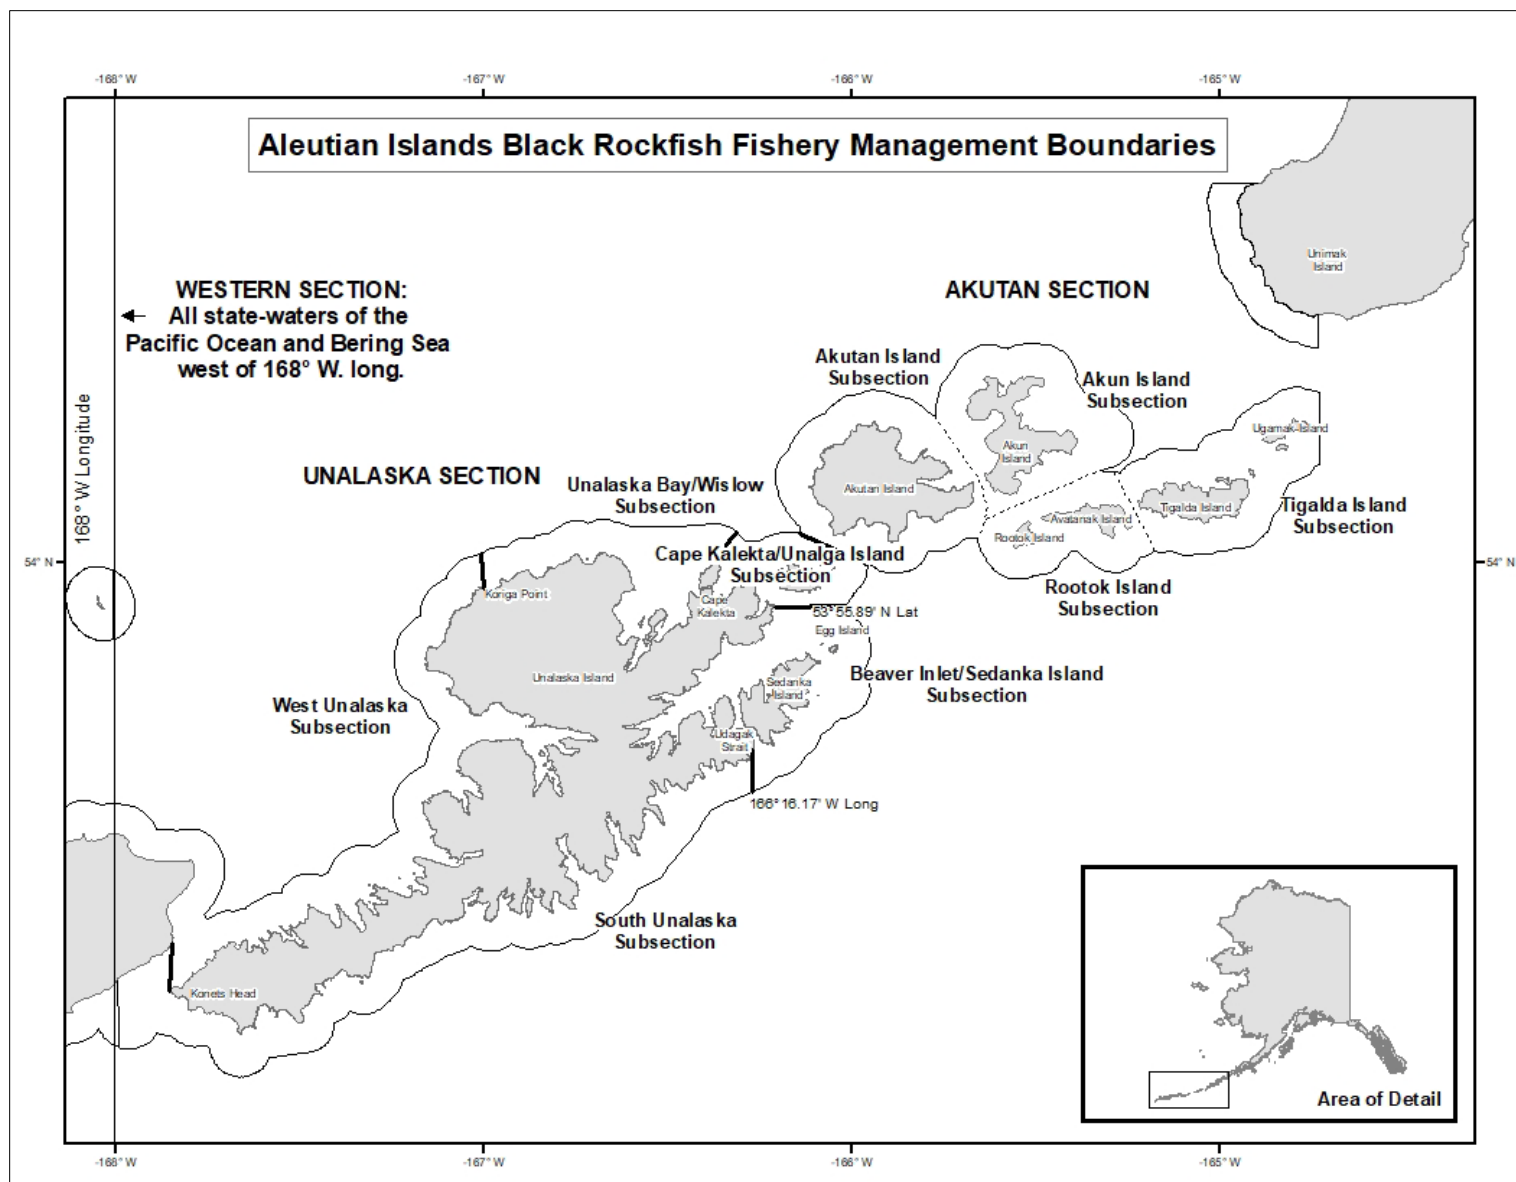 -168° W
-167° W
-166° W
-165° W
Aleutian Islands Black Rockfish Fishery Management Boundaries
Unimak
Island
WESTERN SECTION:
All state-waters of the
Pacific Ocean and Bering Sea
west of 168° W. long.
AKUTAN SECTION
168° W Longitude
Akutan Island
Subsection
Akun Island
Subsection
Ugamak Island
Akun
Island
UNALASKA SECTION
Unalaska Bay/Wislow
Subsection
Akutan Island
Tigalda Island
Tigalda Island
Subsection
Avatanak Island
Rootok Island
54° N
54° N
Cape Kalekta/Unalga Island
Subsection
Rootok Island
Subsection
Koriga Point
Cape
Kalekta
53° 55.89' N Lat
Egg Island
Unalaska Island
Sedanka
Island
Beaver Inlet/Sedanka Island
Subsection
West Unalaska
Subsection
Udagak
Strait
166° 16.17' W Long
South Unalaska
Subsection
Konets Head
Area of Detail
-168° W
-167° W
-166° W
-165° W